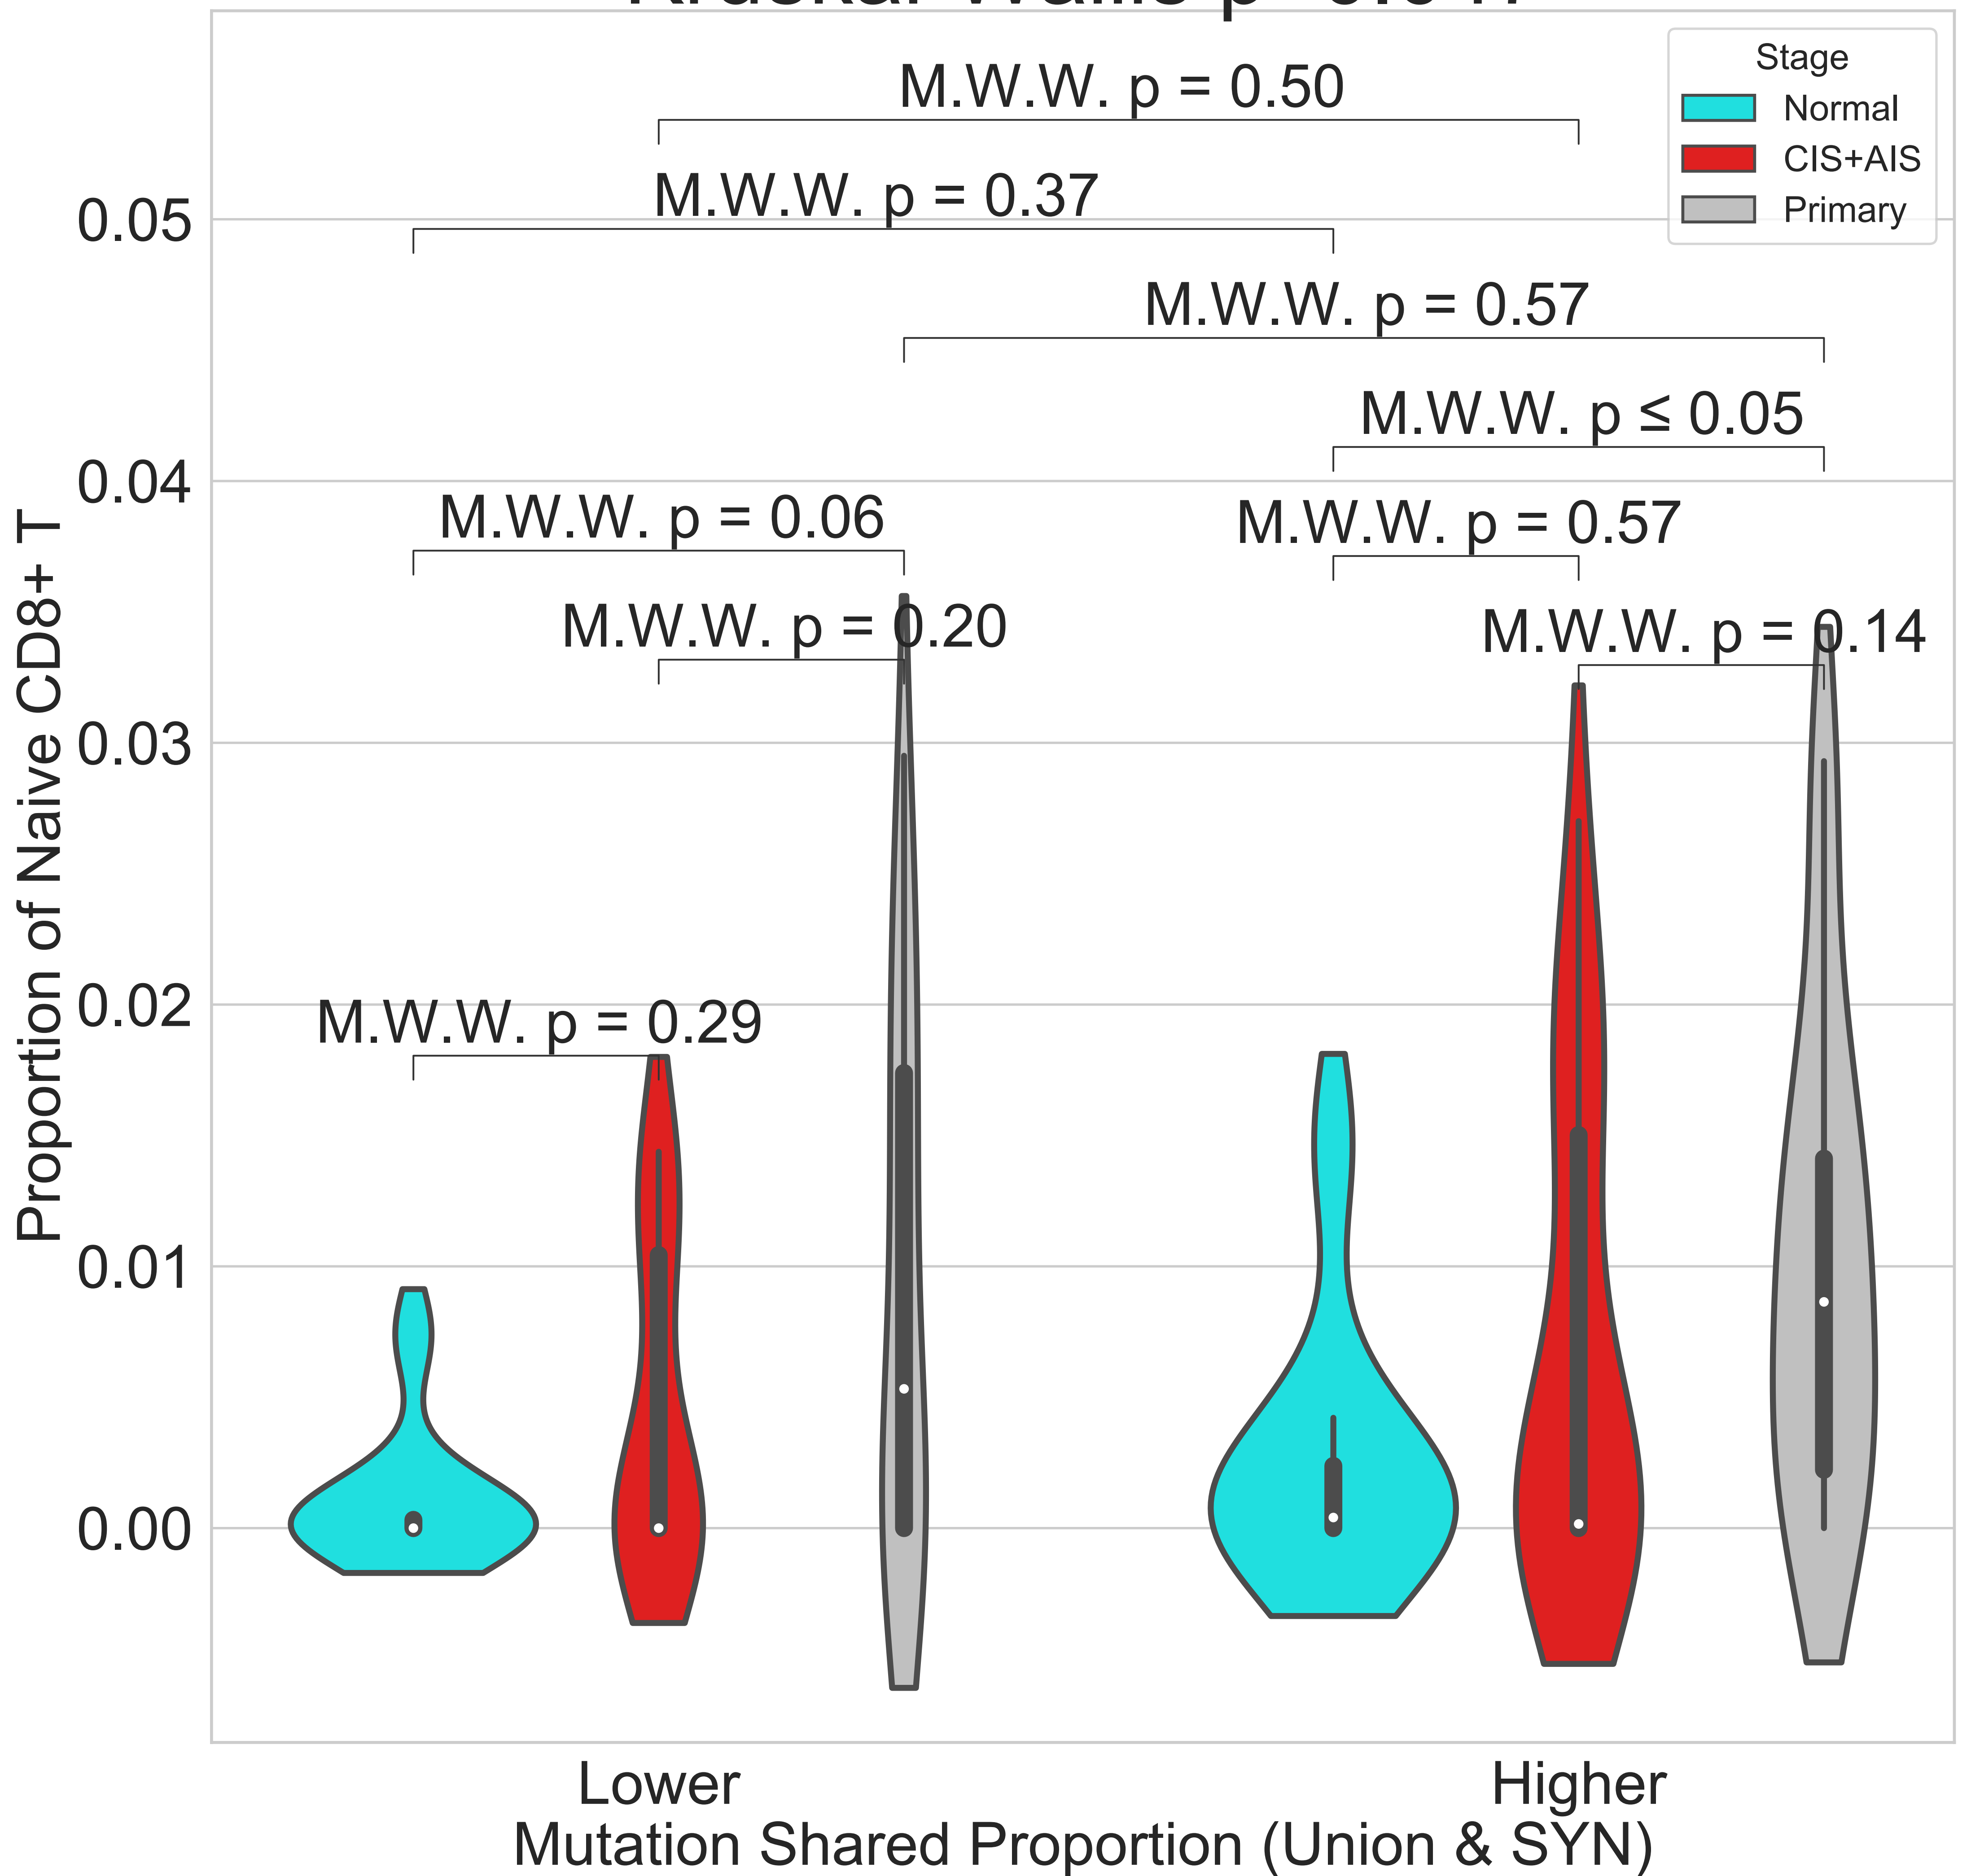 M.W.W. p = 0.50
M.W.W. p = 0.37
M.W.W. p = 0.57
M.W.W. p ≤ 0.05
M.W.W. p = 0.06
M.W.W. p = 0.57
M.W.W. p = 0.20
M.W.W. p = 0.14
M.W.W. p = 0.29
Stage
Normal
CIS+AIS
Primary
0.05
0.04
0.03
0.02
0.01
0.00
Proportion of Naive CD8+ T
Lower
Higher
Mutation Shared Proportion (Union & SYN)